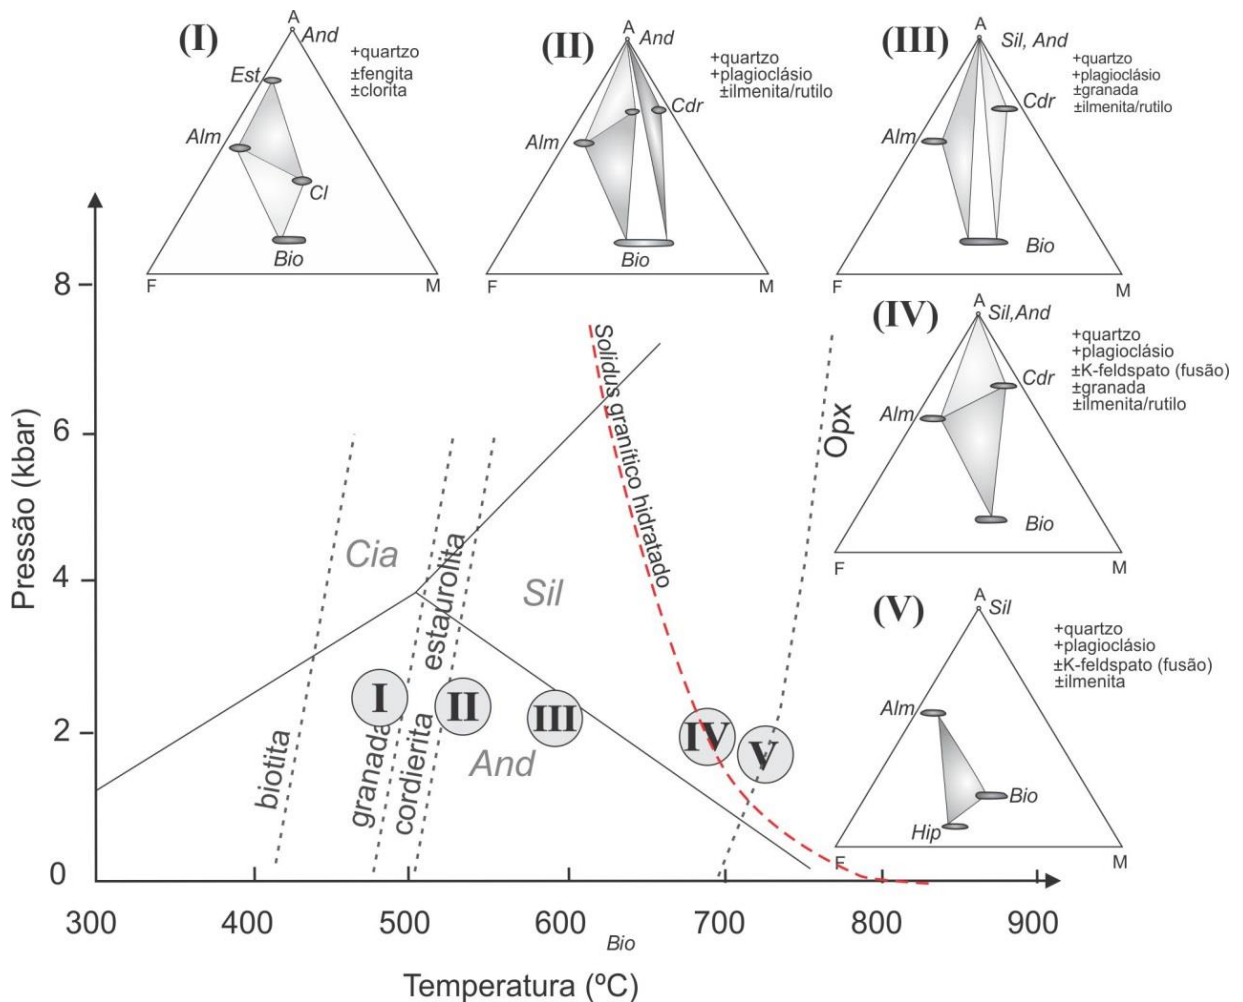 (I)
A
And
+quartzo
±fengita
±clorita
Est
Alm
Cl
Bio
F
M
(II)
A
And
+quartzo
+plagioclásio
±ilmenita/rutilo
Cdr
Alm
Bio
F
M
(III)
A
Sil, And
+quartzo
+plagioclásio
±granada
±ilmenita/rutilo
Cdr
Alm
Bio
F
M
(IV)
A
Sil,And
+quartzo
+plagioclásio
±K-feldspato (fusão)
±granada
±ilmenita/rutilo
Cdr
Alm
Bio
F
M
(V)
A
Sil
+quartzo
+plagioclásio
±K-feldspato (fusão)
±ilmenita
Alm
Bio
Hip
F
M
Pressão (kbar)
8
6
4
2
0
Solidus granítico hidratado
Opx
Cia
Sil
And
biotita
granada
cordierita
estaurolita
I
II
III
IV
V
300
400
500
600
700
800
900
Bio
Temperatura (ºC)